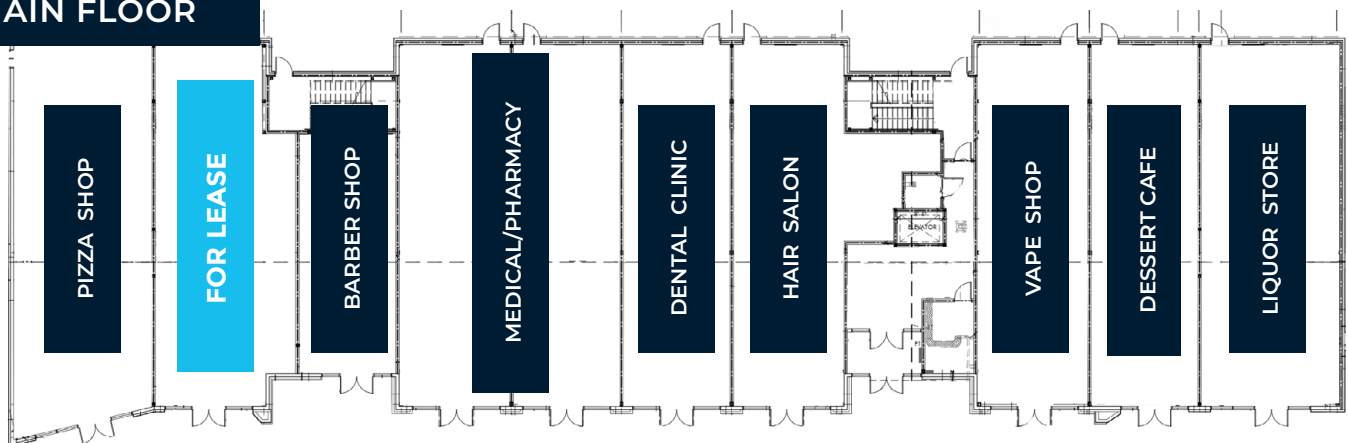 AIN FLOOR
PIZZA SHOP
FOR LEASE
BARBER SHOP
MEDICAL/PHARMACY
DENTAL CLINIC
HAIR SALON
ELEVATOR
VAPE SHOP
DESSERT CAFE
LIQUOR STORE